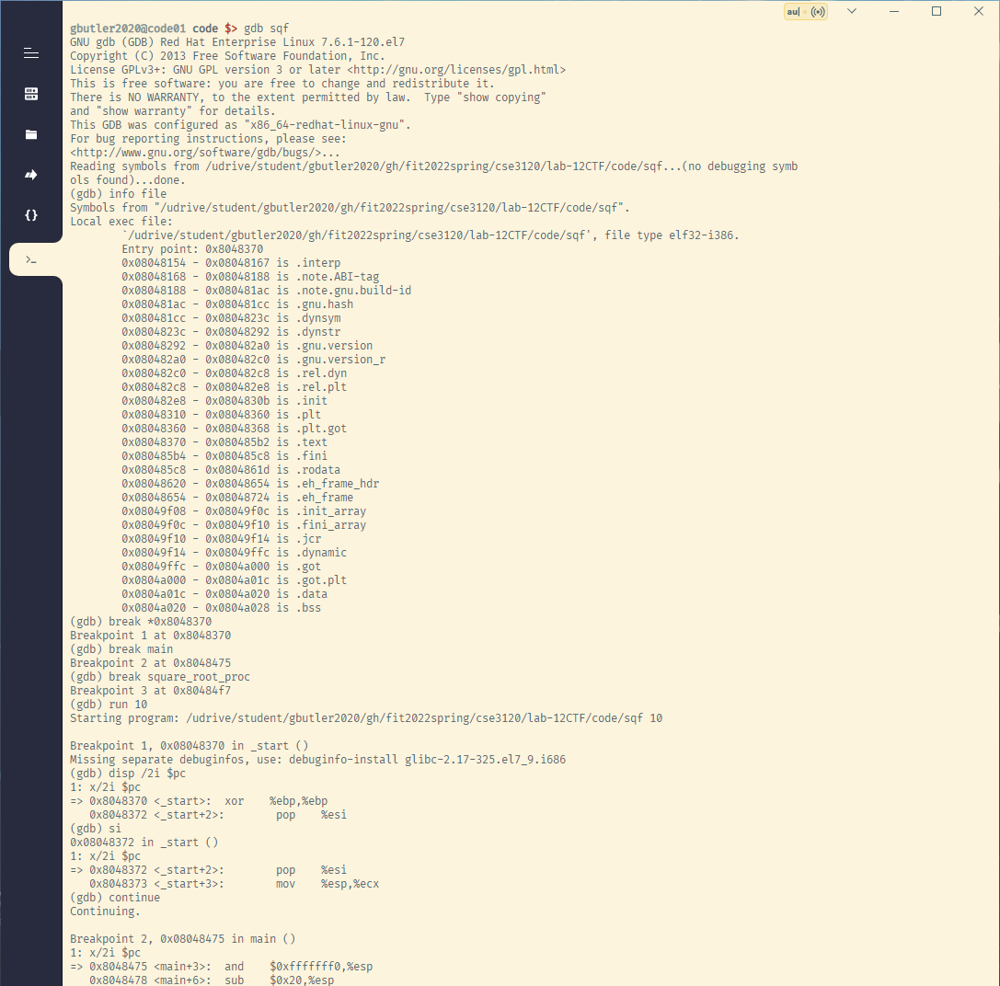 au| · ((•))
gbutler2020@code01 code $> gdb sqf
GNU gdb (GDB) Red Hat Enterprise Linux 7.6.1-120.el7
Copyright (C) 2013 Free Software Foundation, Inc.
License GPLv3+: GNU GPL version 3 or later <http://gnu.org/licenses/gpl.html>
This is free software: you are free to change and redistribute it.
There is NO WARRANTY, to the extent permitted by law.  Type "show copying"
and "show warranty" for details.
This GDB was configured as "x86_64-redhat-linux-gnu".
For bug reporting instructions, please see:
<http://www.gnu.org/software/gdb/bugs/>...
Reading symbols from /udrive/student/gbutler2020/gh/fit2022spring/cse3120/lab-12CTF/code/sqf...(no debugging symb
ols found)...done.
(gdb) info file
Symbols from "/udrive/student/gbutler2020/gh/fit2022spring/cse3120/lab-12CTF/code/sqf".
Local exec file:
        `/udrive/student/gbutler2020/gh/fit2022spring/cse3120/lab-12CTF/code/sqf', file type elf32-i386.
        Entry point: 0x8048370
        0x08048154 - 0x08048167 is .interp
        0x08048168 - 0x08048188 is .note.ABI-tag
        0x08048188 - 0x080481ac is .note.gnu.build-id
        0x080481ac - 0x080481cc is .gnu.hash
        0x080481cc - 0x0804823c is .dynsym
        0x0804823c - 0x08048292 is .dynstr
        0x08048292 - 0x080482a0 is .gnu.version
        0x080482a0 - 0x080482c0 is .gnu.version_r
        0x080482c0 - 0x080482c8 is .rel.dyn
        0x080482c8 - 0x080482e8 is .rel.plt
        0x080482e8 - 0x0804830b is .init
        0x08048310 - 0x08048360 is .plt
        0x08048360 - 0x08048368 is .plt.got
        0x08048370 - 0x080485b2 is .text
        0x080485b4 - 0x080485c8 is .fini
        0x080485c8 - 0x0804861d is .rodata
        0x08048620 - 0x08048654 is .eh_frame_hdr
        0x08048654 - 0x08048724 is .eh_frame
        0x08049f08 - 0x08049f0c is .init_array
        0x08049f0c - 0x08049f10 is .fini_array
        0x08049f10 - 0x08049f14 is .jcr
        0x08049f14 - 0x08049ffc is .dynamic
        0x08049ffc - 0x0804a000 is .got
        0x0804a000 - 0x0804a01c is .got.plt
        0x0804a01c - 0x0804a020 is .data
        0x0804a020 - 0x0804a028 is .bss
(gdb) break *0x8048370
Breakpoint 1 at 0x8048370
(gdb) break main
Breakpoint 2 at 0x8048475
(gdb) break square_root_proc
Breakpoint 3 at 0x80484f7
(gdb) run 10
Starting program: /udrive/student/gbutler2020/gh/fit2022spring/cse3120/lab-12CTF/code/sqf 10
Breakpoint 1, 0x08048370 in _start ()
Missing separate debuginfos, use: debuginfo-install glibc-2.17-325.el7_9.i686
(gdb) disp /2i $pc
1: x/2i $pc
=> 0x8048370 <_start>:  xor    %ebp,%ebp
   0x8048372 <_start+2>:        pop    %esi
(gdb) si
0x08048372 in _start ()
1: x/2i $pc
=> 0x8048372 <_start+2>:        pop    %esi
   0x8048373 <_start+3>:        mov    %esp,%ecx
(gdb) continue
Continuing.
Breakpoint 2, 0x08048475 in main ()
1: x/2i $pc
=> 0x8048475 <main+3>:  and    $0xfffffff0,%esp
   0x8048478 <main+6>:  sub    $0x20,%esp